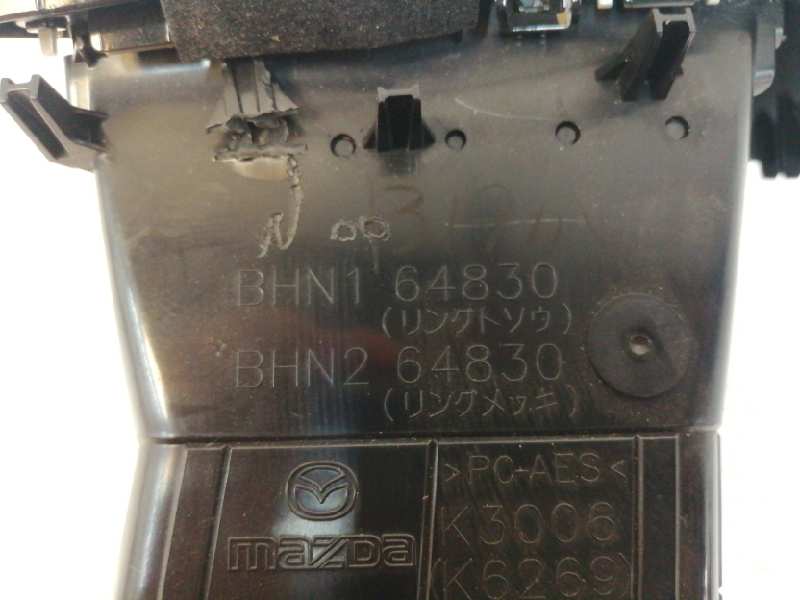 BHN1 64830
(リングトソウ)
BHN2 64830
(リングメッキ)
>PC-AES<
mazda
K3006
(K6269)